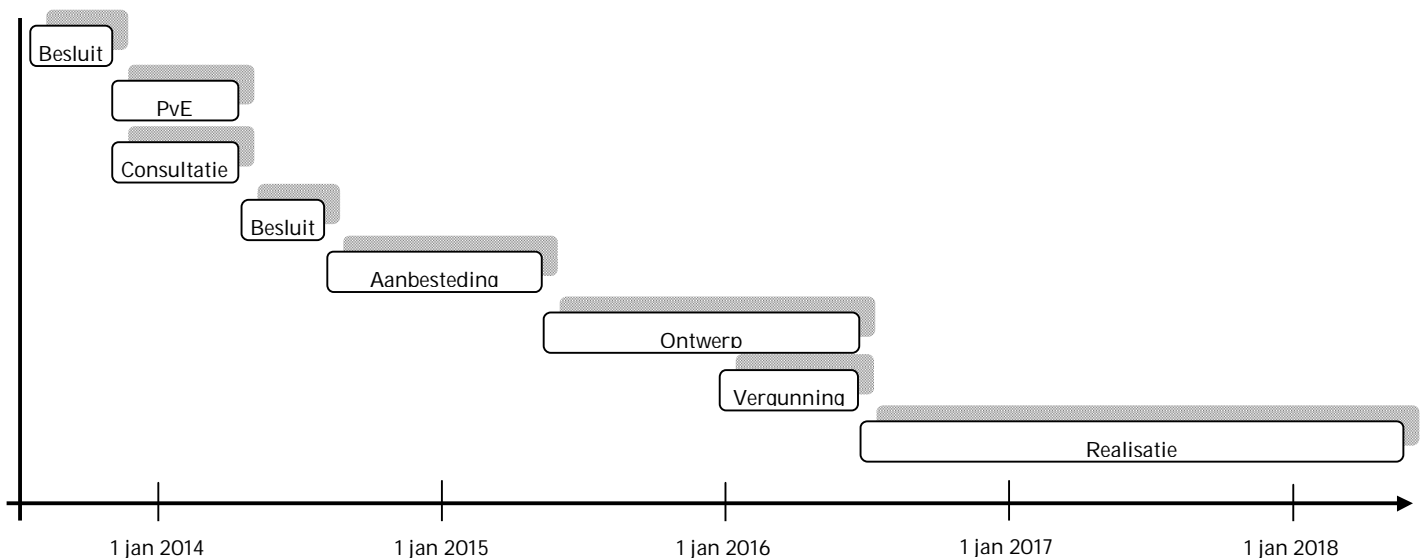 Besluit
PvE
Consultatie
Besluit
Aanbesteding
Ontwerp
Vergunning
Realisatie
1 jan 2014
1 jan 2015
1 jan 2016
1 jan 2017
1 jan 2018